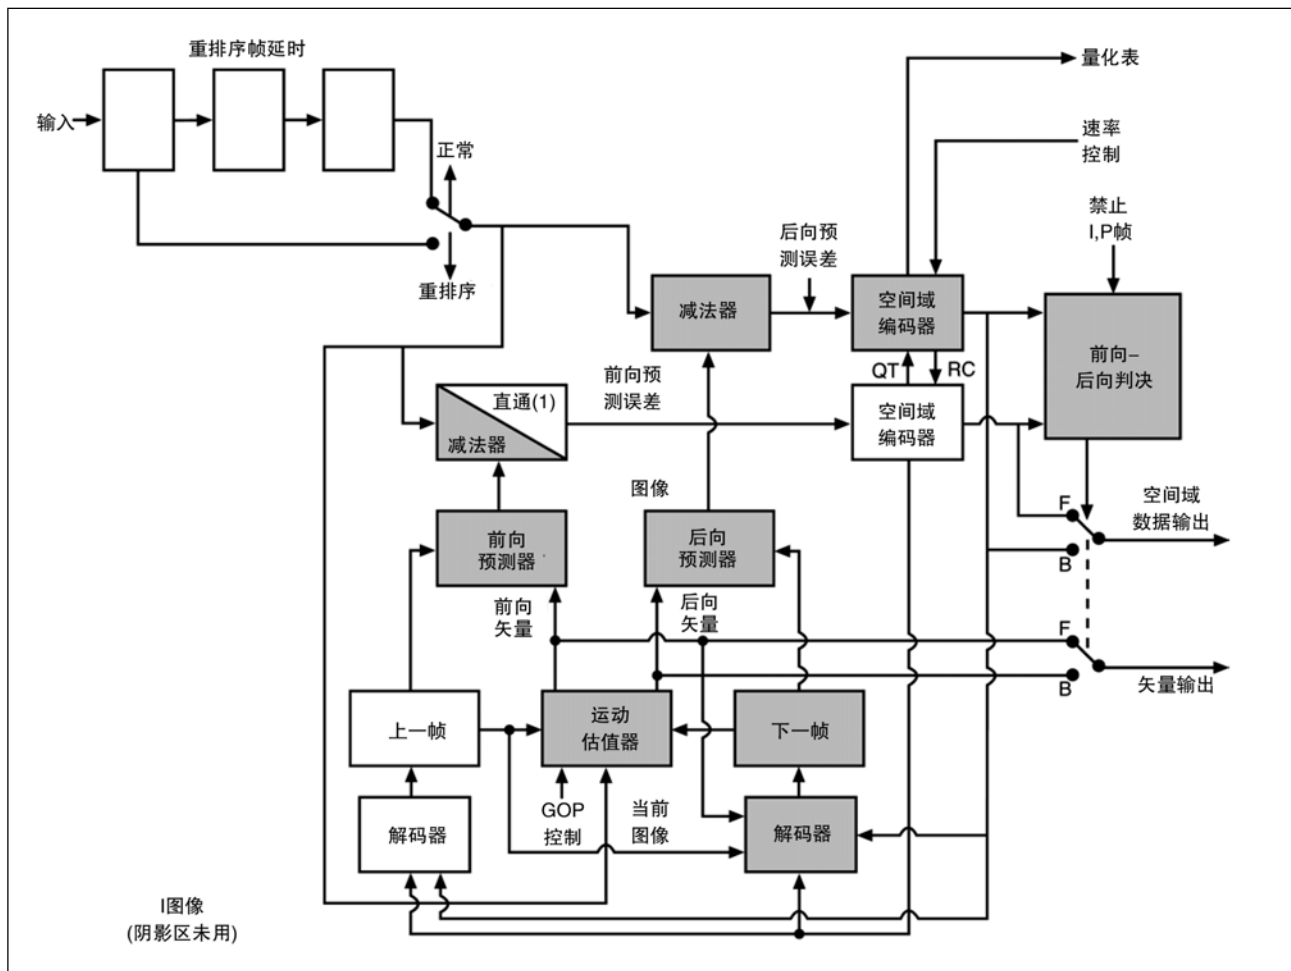 重排序帧延时
量化表
输入
正常
速率
控制
禁止
I,P帧
后向预
测误差
重排序
减法器
空间域
编码器
前向–
后向判决
QT
RC
前向预
测误差
直通(1)
减法器
空间域
编码器
图像
F
空间域
数据输出
前向
预测器
后向
预测器
B
前向
矢量
后向
矢量
F
B
矢量输出
上一帧
运动
估值器
下一帧
GOP
控制
当前
图像
解码器
解码器
I图像
(阴影区未用)